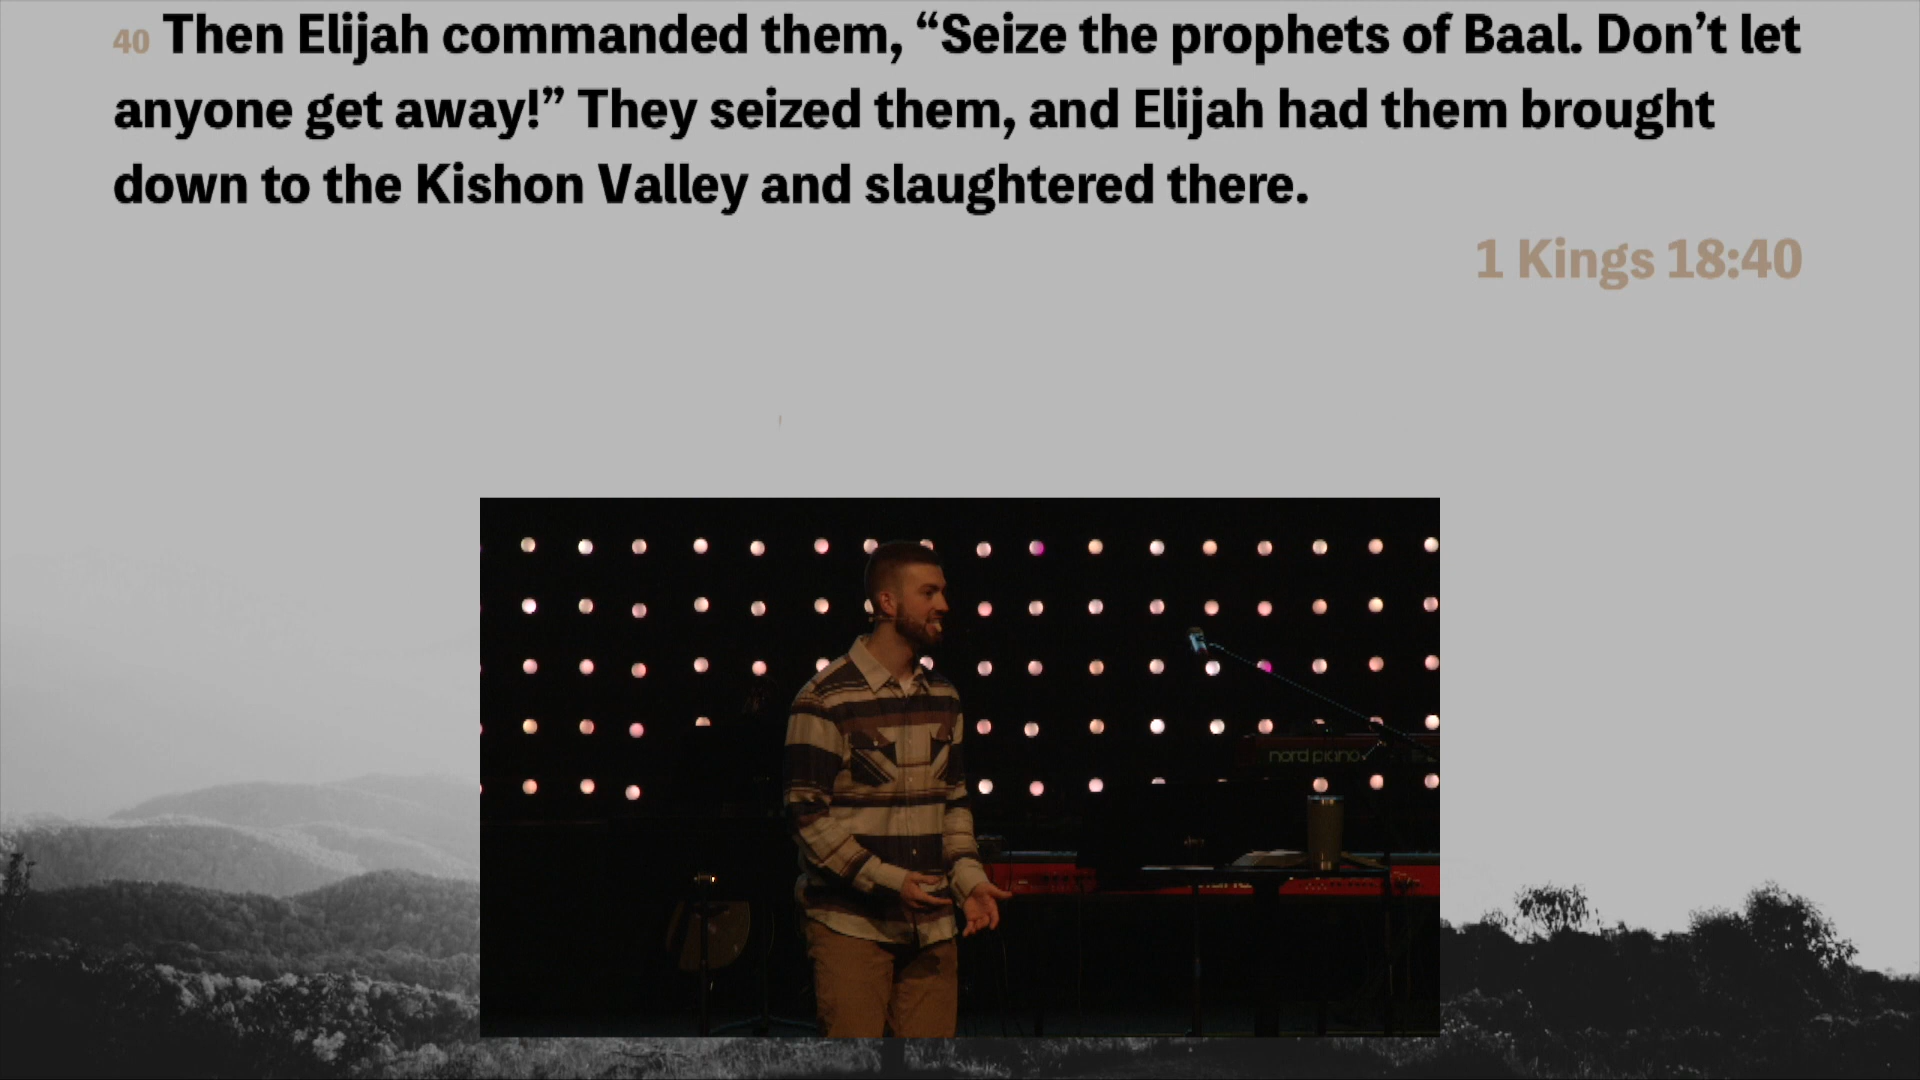 40 Then Elijah commanded them, “Seize the prophets of Baal. Don’t let
anyone get away!” They seized them, and Elijah had them brought
down to the Kishon Valley and slaughtered there.
1 Kings 18:40
nord piano